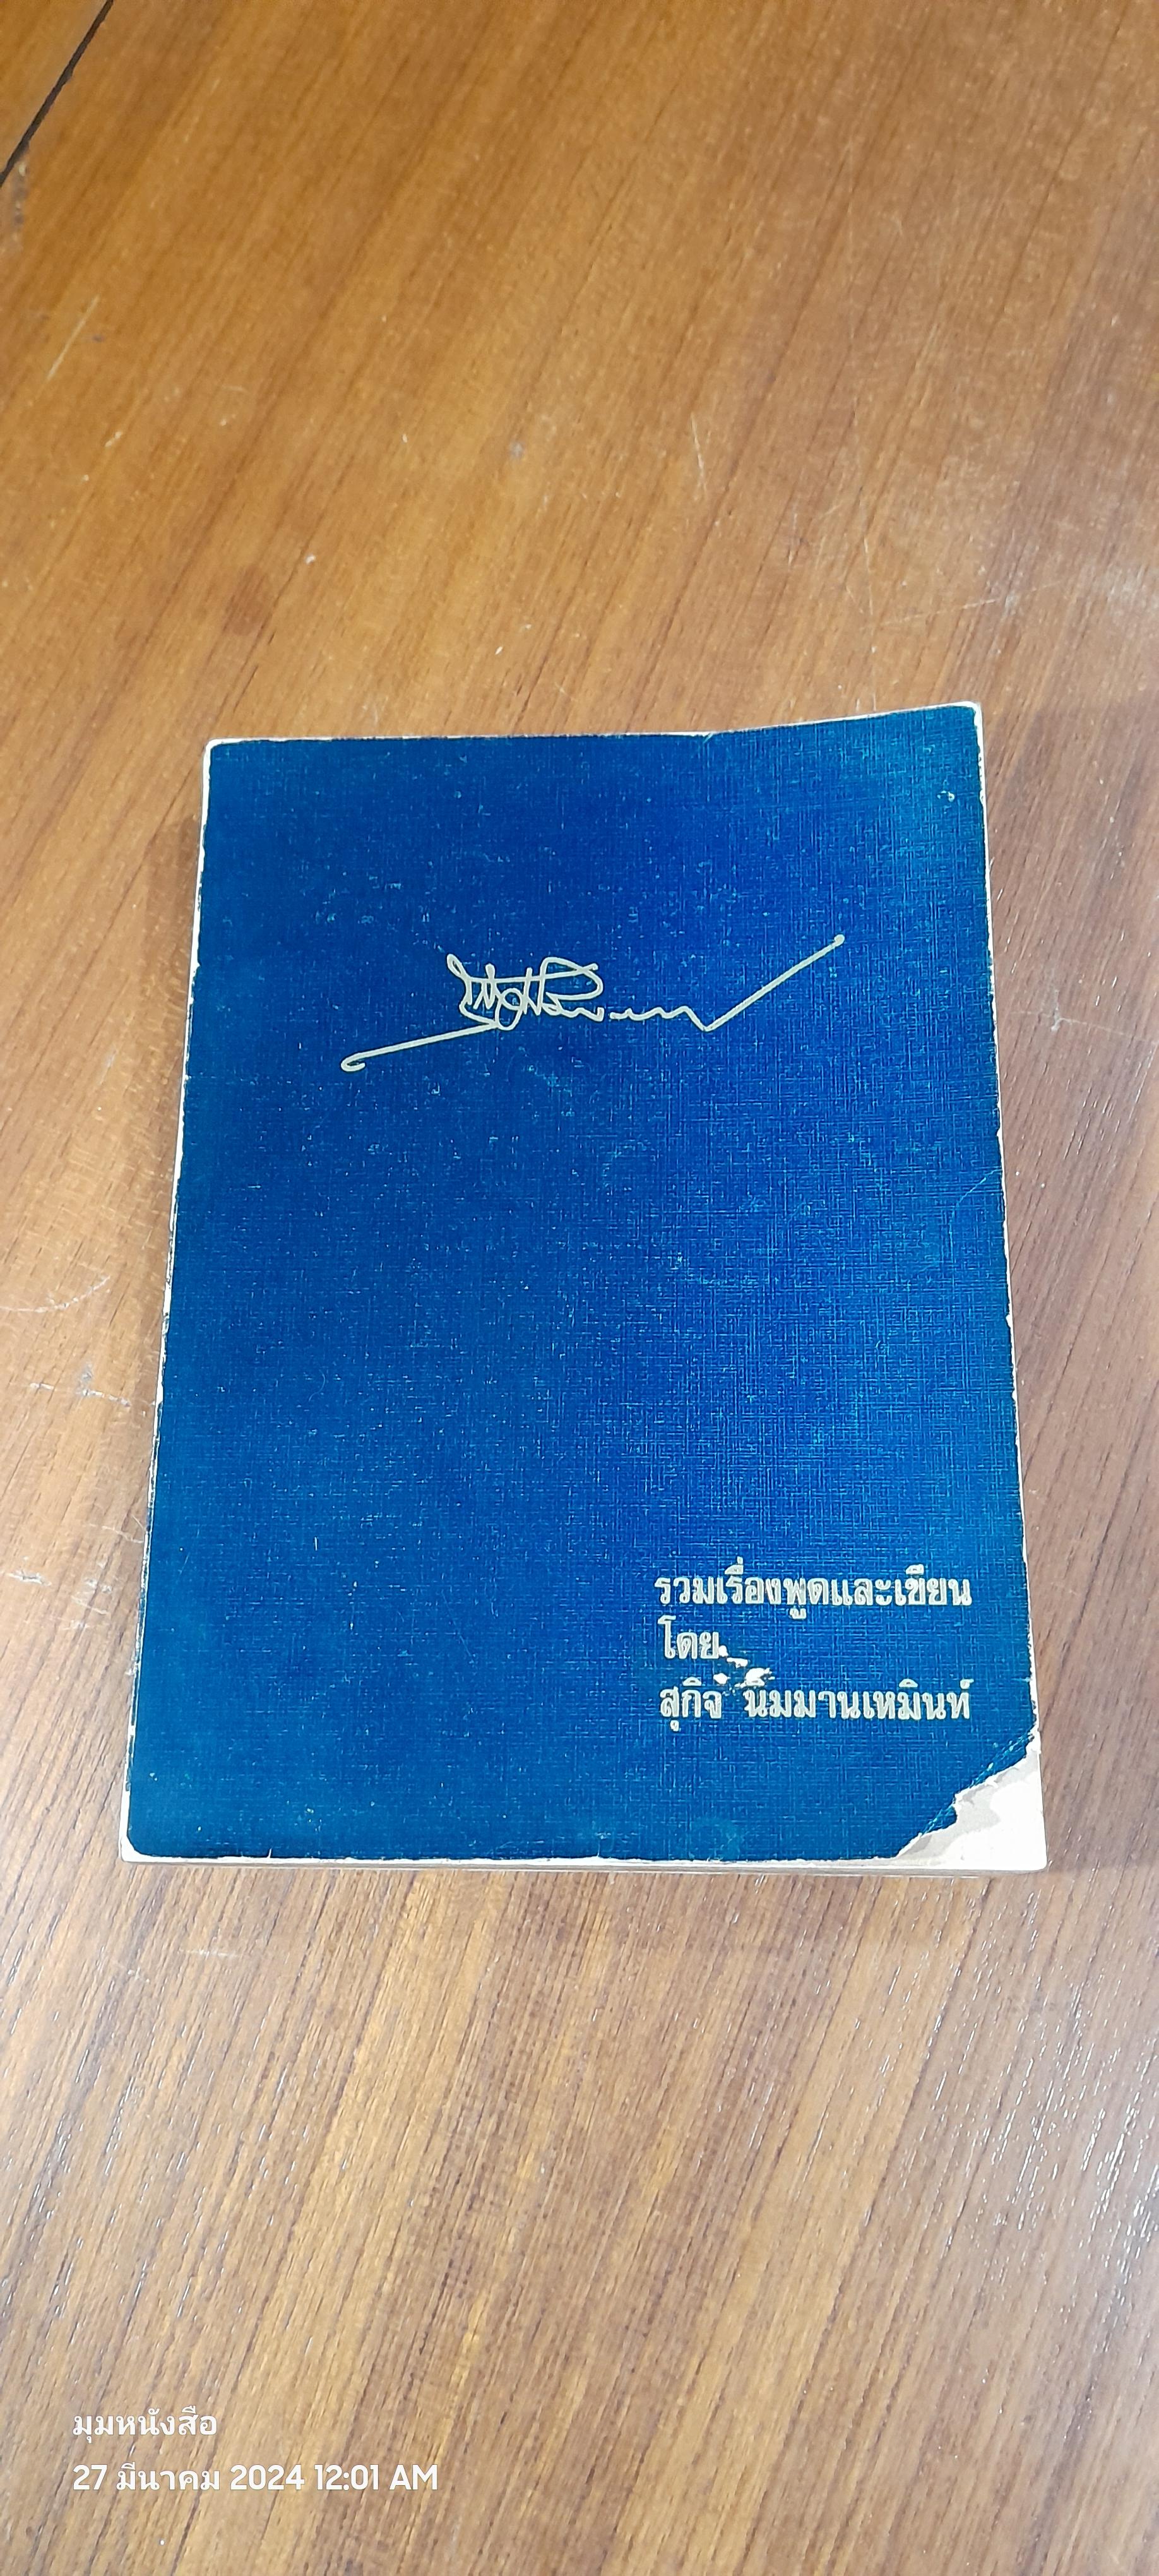 รวมเรื่องพูดและเขียน
โดย
สุกิจ นิมมานเหมินท์
มุมหนังสือ
27 มีนาคม 2024 12:01 AM